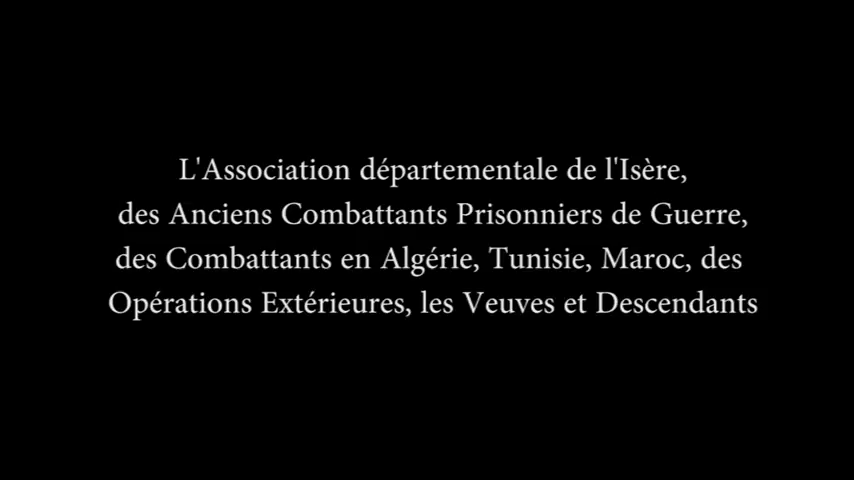 L'Association départementale de l'Isère,
des Anciens Combattants Prisonniers de Guerre,
des Combattants en Algérie, Tunisie, Maroc, des
Opérations Extérieures, les Veuves et Descendants